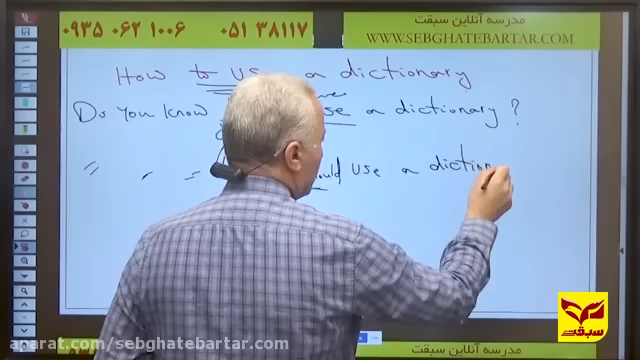 ۰۹۳۵ ۰۶۲ ۱۰۰۶ ۰۵۱ ۳۸۱۱۷
مدرسه آنلاین سبقت
WWW.SEBGHATEBARTAR.COM
How to use a dictionary
Do you know use a dictionary?
use a diction
سبقت
aparat.com/sebghatebartar.com
مدرسه آنلاین سبقت